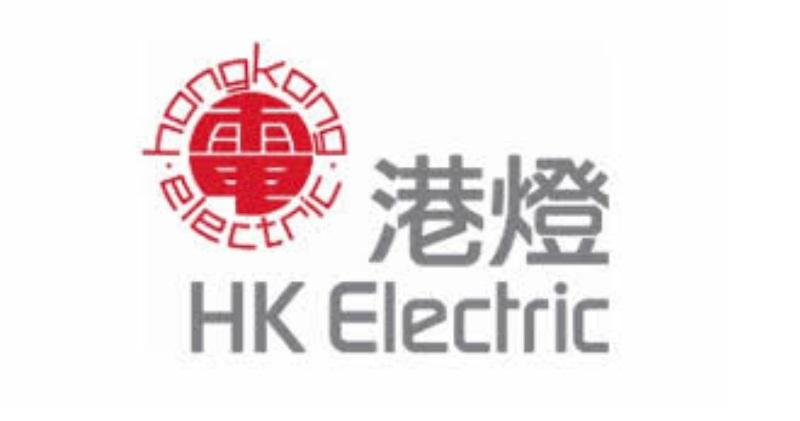 hongkong
電
·electric·
港燈
HK Electric